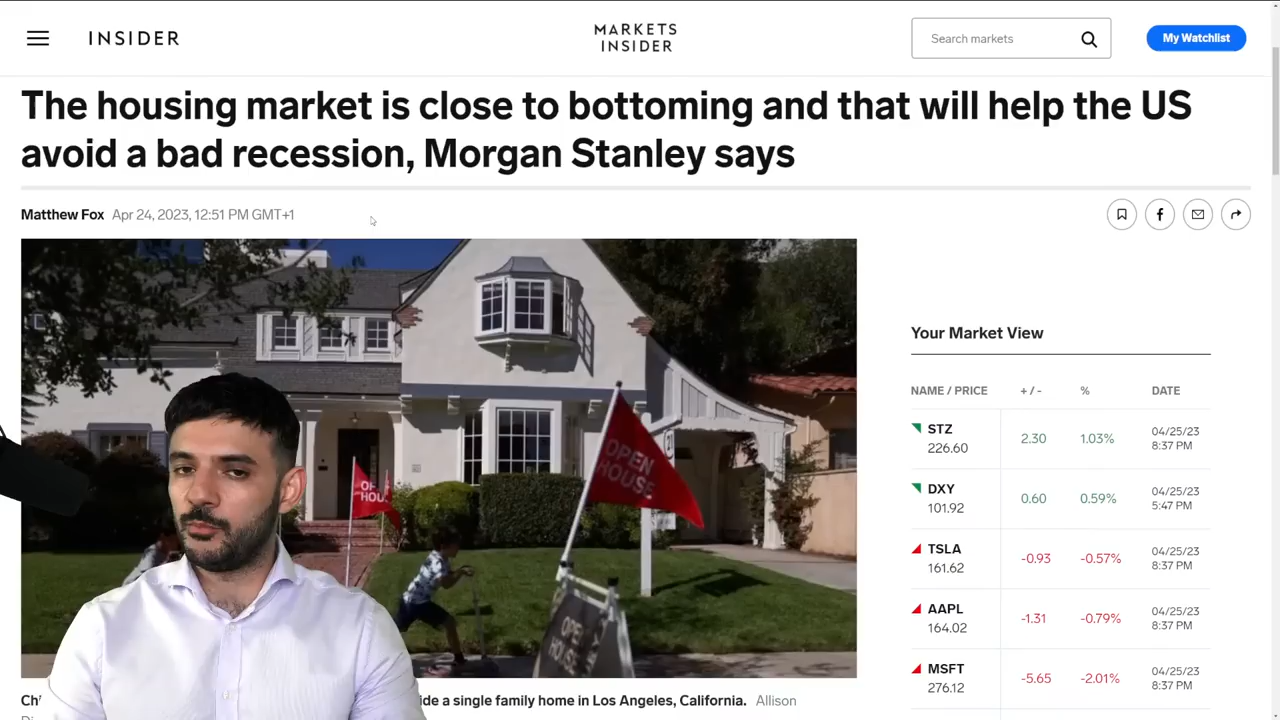 INSIDER
MARKETS
INSIDER
Search markets
My Watchlist
The housing market is close to bottoming and that will help the US
avoid a bad recession, Morgan Stanley says
Matthew Fox Apr 24, 2023, 12:51 PM GMT+1
OPEN
HOUSE
OPEN
HOUSE
Your Market View
NAME / PRICE + / - % DATE
STZ
226.60
2.30 1.03%
04/25/23
8:37 PM
DXY
101.92
0.60 0.59%
04/25/23
5:47 PM
TSLA
161.62
-0.93 -0.57%
04/25/23
8:37 PM
AAPL
164.02
-1.31 -0.79%
04/25/23
8:37 PM
MSFT
276.12
-5.65 -2.01%
04/25/23
8:37 PM
a single family home in Los Angeles, California. Allison